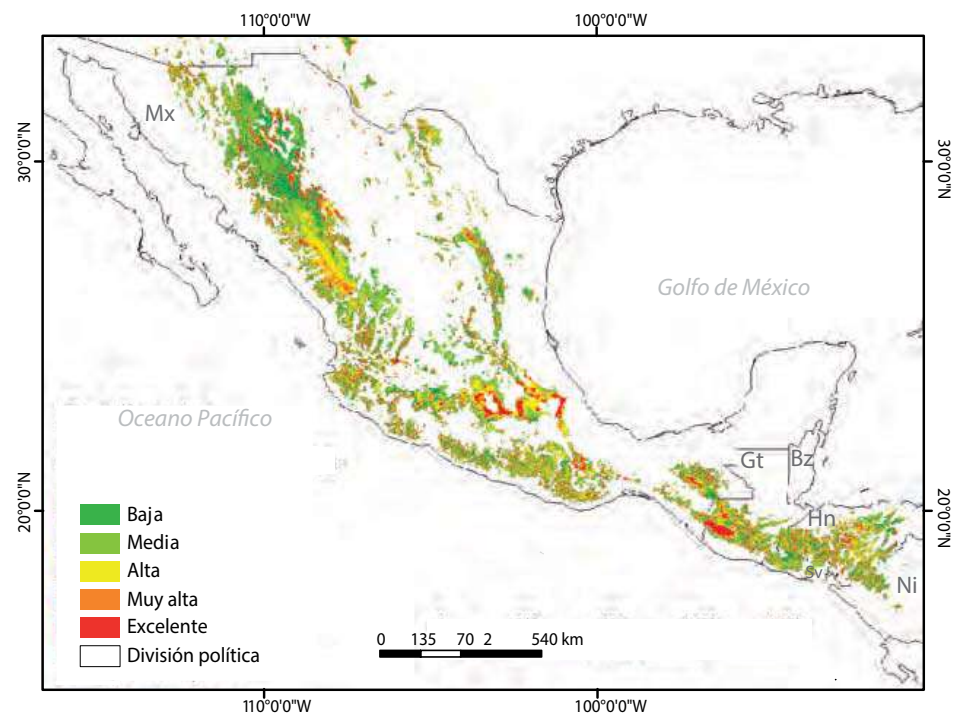 110°0'0"W 100°0'0"W
30°0'0"N
30°0'0"N
Mx
Golfo de México
Oceano Pacífico
Gt
Bz
20°0'0"N
20°0'0"N
Hn
Sv
Ni
Baja
Media
Alta
Muy alta
Excelente
División política
0 135 70 2 540 km
110°0'0"W 100°0'0"W